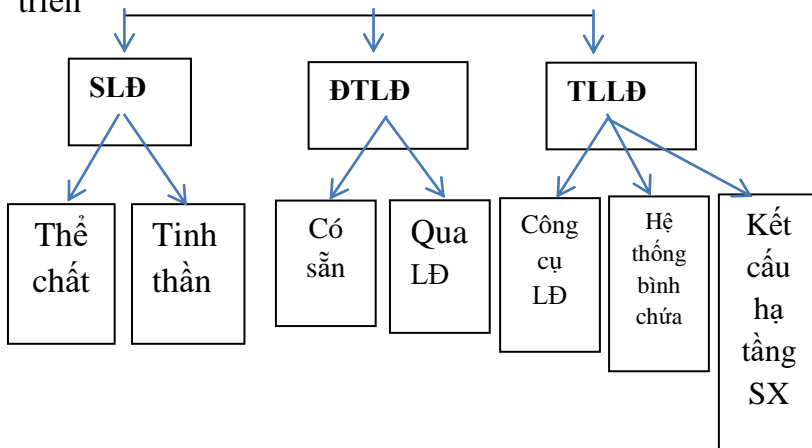 triển
SLĐ
ĐTLĐ
TLLĐ
Thể
chất
Tinh
thần
Có
sẵn
Qua
LĐ
Công
cụ
LĐ
Hệ
thống
bình
chứa
Kết
cấu
hạ
tầng
SX